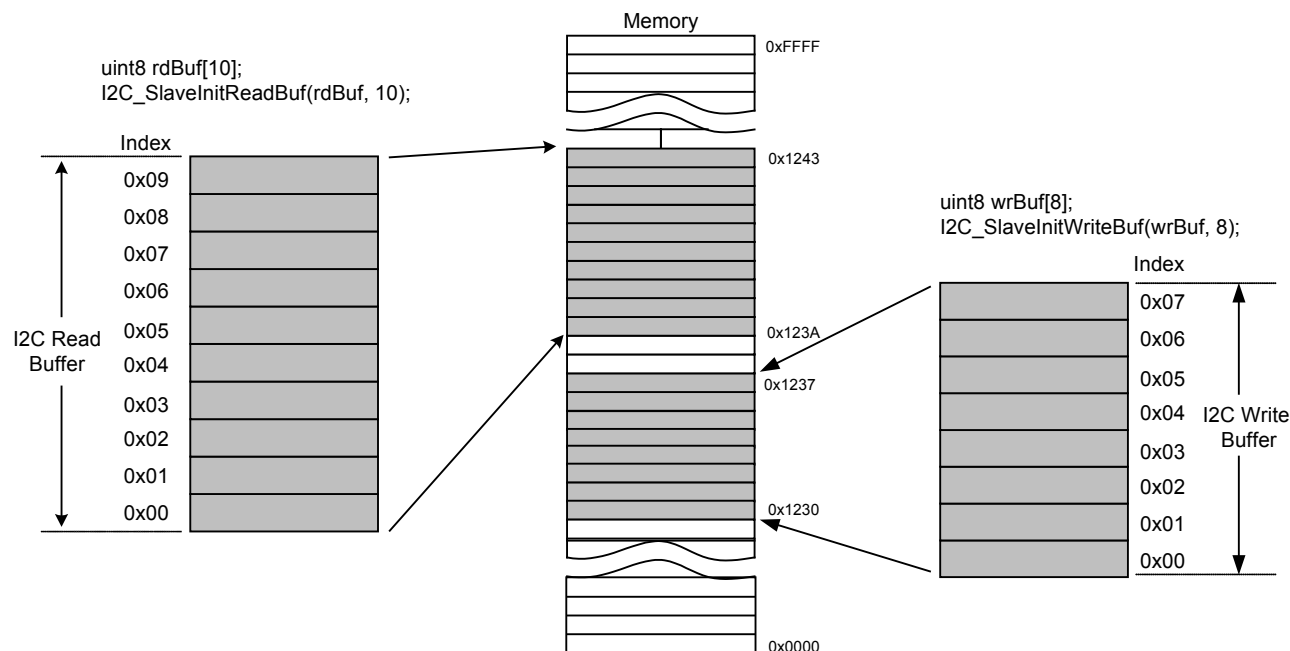 Memory
0xFFFF
uint8 rdBuf[10];
I2C_SlaveInitReadBuf(rdBuf, 10);
Index
0x09
0x08
0x07
0x06
0x05
0x04
0x03
0x02
0x01
0x00
I2C Read
Buffer
0x1243
0x123A
0x1237
0x1230
0x0000
uint8 wrBuf[8];
I2C_SlaveInitWriteBuf(wrBuf, 8);
Index
0x07
0x06
0x05
0x04
0x03
0x02
0x01
0x00
I2C Write
Buffer